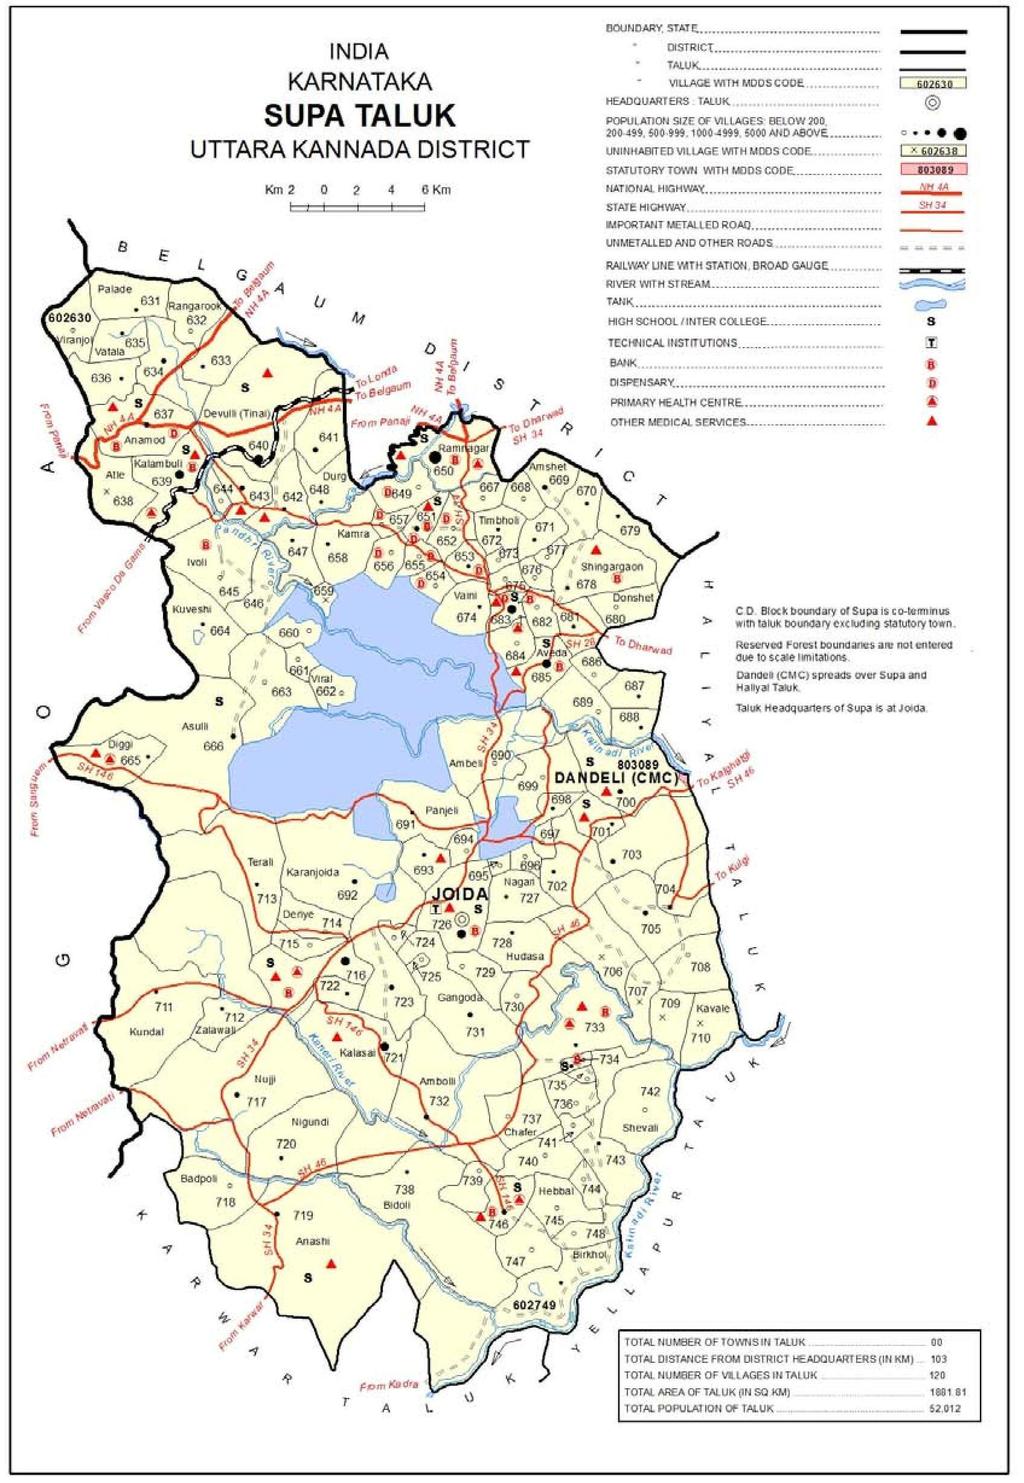 INDIA
KARNATAKA
SUPA TALUK
UTTARA KANNADA DISTRICT
Km 2 0 2 4 6 Km
BOUNDARY, STATE
" DISTRICT
" TALUK
" VILLAGE WITH MDDS CODE 602630
HEADQUARTERS : TALUK
POPULATION SIZE OF VILLAGES: BELOW 200,
200-499, 500-999, 1000-4999, 5000 AND ABOVE
UNINHABITED VILLAGE WITH MDDS CODE × 602638
STATUTORY TOWN WITH MDDS CODE 803089
NATIONAL HIGHWAY NH 4A
STATE HIGHWAY SH 34
IMPORTANT METALLED ROAD
UNMETALLED AND OTHER ROADS
RAILWAY LINE WITH STATION, BROAD GAUGE
RIVER WITH STREAM
TANK
HIGH SCHOOL / INTER COLLEGE S
TECHNICAL INSTITUTIONS T
BANK B
DISPENSARY D
PRIMARY HEALTH CENTRE
OTHER MEDICAL SERVICES
BELGAUM DISTRICT
HALIYAL TALUK
YELLAPUR TALUK
KARWAR TALUK
GOA
To Belgaum
NH 4A
Palade
631
Rangarook
632
602630
Viranjol
Vatala
635
634
633
636
637
Devulli (Tinai)
NH 4A
To Londa
To Belgaum
From Panaji
NH 4A
Anamod
Kalambuli
639
640
641
Atle
638
From Vasco Da Gama
From Panaji
NH 4A
NH 4A
To Belgaum
To Dharwad
SH 34
Ramnagar
650
Durg
648
642
643
644
649
651
652
657
SH 34
667
668
Amshet
669
670
679
671
Timbholi
672
673
677
676
675
Shingargaon
678
Donshet
680
681
682
683
Kamra
658
647
656
655
654
653
Vaini
674
684
Aveda
685
SH 28
To Dharwad
686
687
688
689
Pandhri River
Ivoli
645
646
659
Kuveshi
664
660
661
Viral
662
663
Asulli
666
Diggi
665
SH 146
From Sanguem
Kalinadi River
SH 34
Ambeli
690
699
803089
DANDELI (CMC)
698
700
701
697
To Kalghatgi
SH 46
To Kulgi
Panjeli
691
694
693
695
696
Nagari
727
702
703
704
705
Terali
713
Karanjoida
692
Deriye
714
715
JOIDA
T S
726
724
725
728
Hudasa
SH 46
706
707
708
709
Kavale
710
716
722
723
729
Gangoda
731
730
733
711
Kundal
712
Zalawali
From Netravali
From Netravali
SH 34
SH 146
Kalasai
721
Kaneri River
Nujji
717
Ambolli
732
734
735
736
742
Shevali
737
Chafer
741
740
743
Nigundi
720
SH 46
Badpoli
718
719
Anashi
SH 34
From Karwar
738
Bidoli
739
SH 146
746
Hebbal
744
745
748
747
Birkhol
602749
Kalinadi River
From Kadra
C.D. Block boundary of Supa is co-terminus
with taluk boundary excluding statutory town.
Reserved Forest boundaries are not entered
due to scale limitations.
Dandeli (CMC) spreads over Supa and
Haliyal Taluk.
Taluk Headquarters of Supa is at Joida.
TOTAL NUMBER OF TOWNS IN TALUK 00
TOTAL DISTANCE FROM DISTRICT HEADQUARTERS (IN KM) 103
TOTAL NUMBER OF VILLAGES IN TALUK 120
TOTAL AREA OF TALUK (IN SQ KM) 1881.81
TOTAL POPULATION OF TALUK 52,012